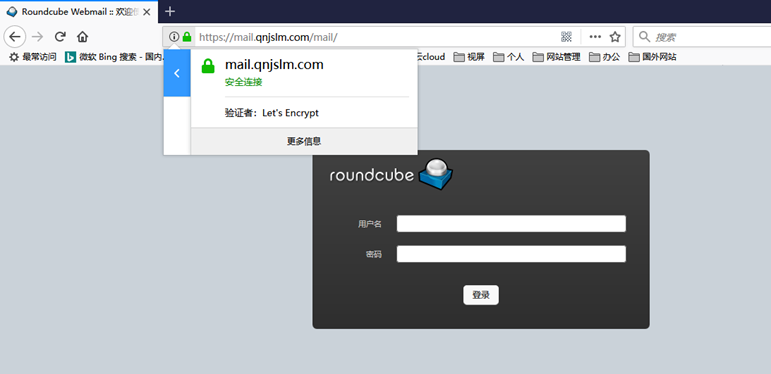 Roundcube Webmail :: 欢迎
https://mail.qnjslm.com/mail/
搜索
最常访问
微软 Bing 搜索 - 国内
cloud
视屏
个人
网站管理
办公
国外网站
mail.qnjslm.com
安全连接
验证者：Let's Encrypt
更多信息
roundcube
用户名
密码
登录